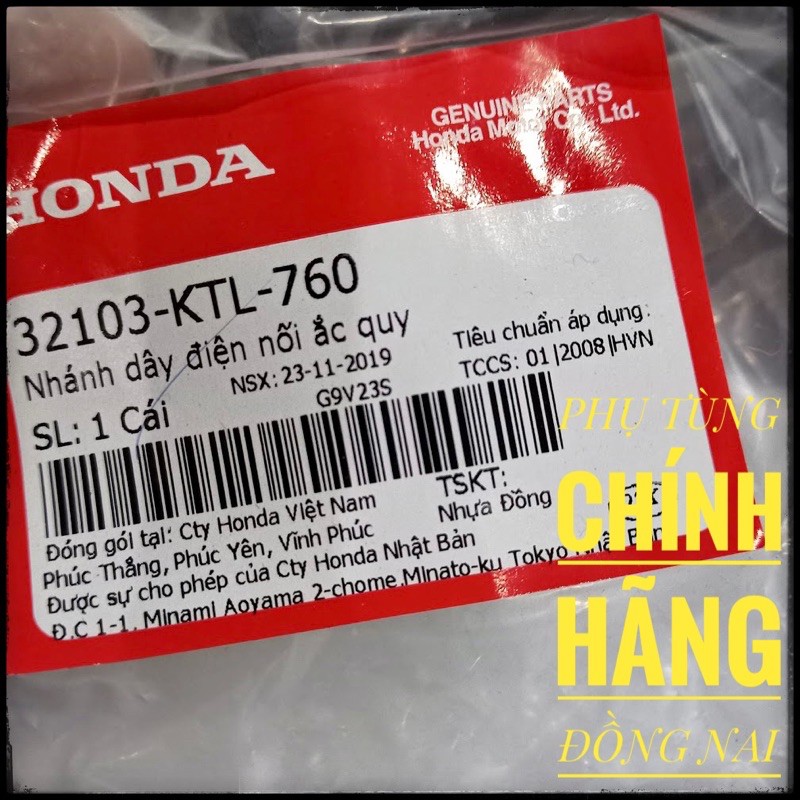 GENUINE PARTS
Honda Motor Co., Ltd.
HONDA
32103-KTL-760
Nhánh dây điện nối ắc quy
NSX: 23-11-2019
Tiêu chuẩn áp dụng:
TCCS: 01|2008|HVN
SL: 1 Cái
G9V23S
TSKT:
Nhựa Đồng
Đóng gói tại: Cty Honda Việt Nam
Phúc Thắng, Phúc Yên, Vĩnh Phúc
Được sự cho phép của Cty Honda Nhật Bản
Đ.C 1-1, Minami Aoyama 2-chome,Minato-ku Tokyo Nhật Bản
PHỤ TÙNG
CHÍNH
HÃNG
ĐỒNG NAI